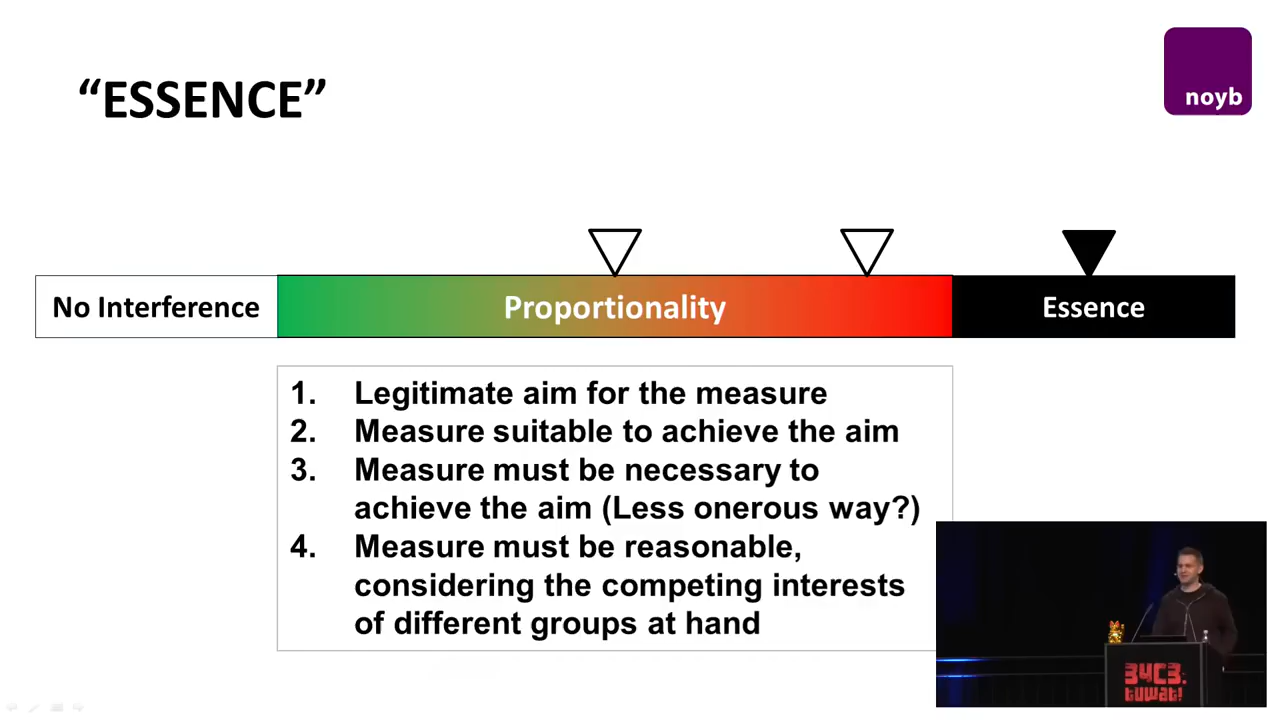 “ESSENCE”
noyb
No Interference
Proportionality
Essence
1. Legitimate aim for the measure
2. Measure suitable to achieve the aim
3. Measure must be necessary to
achieve the aim (Less onerous way?)
4. Measure must be reasonable,
considering the competing interests
of different groups at hand
34C3.
tuwat!